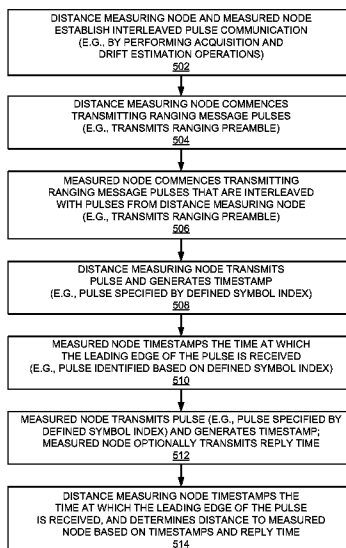 DISTANCE MEASURING NODE AND MEASURED NODE
ESTABLISH INTERLEAVED PULSE COMMUNICATION
(E.G., BY PERFORMING ACQUISITION AND
DRIFT ESTIMATION OPERATIONS)
502
DISTANCE MEASURING NODE COMMENCES
TRANSMITTING RANGING MESSAGE PULSES
(E.G., TRANSMITS RANGING PREAMBLE)
504
MEASURED NODE COMMENCES TRANSMITTING
RANGING MESSAGE PULSES THAT ARE INTERLEAVED
WITH PULSES FROM DISTANCE MEASURING NODE
(E.G., TRANSMITS RANGING PREAMBLE)
506
DISTANCE MEASURING NODE TRANSMITS
PULSE AND GENERATES TIMESTAMP
(E.G., PULSE SPECIFIED BY DEFINED SYMBOL INDEX)
508
MEASURED NODE TIMESTAMPS THE TIME AT WHICH
THE LEADING EDGE OF THE PULSE IS RECEIVED
(E.G., PULSE IDENTIFIED BASED ON DEFINED SYMBOL INDEX)
510
MEASURED NODE TRANSMITS PULSE (E.G., PULSE SPECIFIED BY
DEFINED SYMBOL INDEX) AND GENERATES TIMESTAMP;
MEASURED NODE OPTIONALLY TRANSMITS REPLY TIME
512
DISTANCE MEASURING NODE TIMESTAMPS THE
TIME AT WHICH THE LEADING EDGE OF THE PULSE
IS RECEIVED, AND DETERMINES DISTANCE TO MEASURED
NODE BASED ON TIMESTAMPS AND REPLY TIME
514